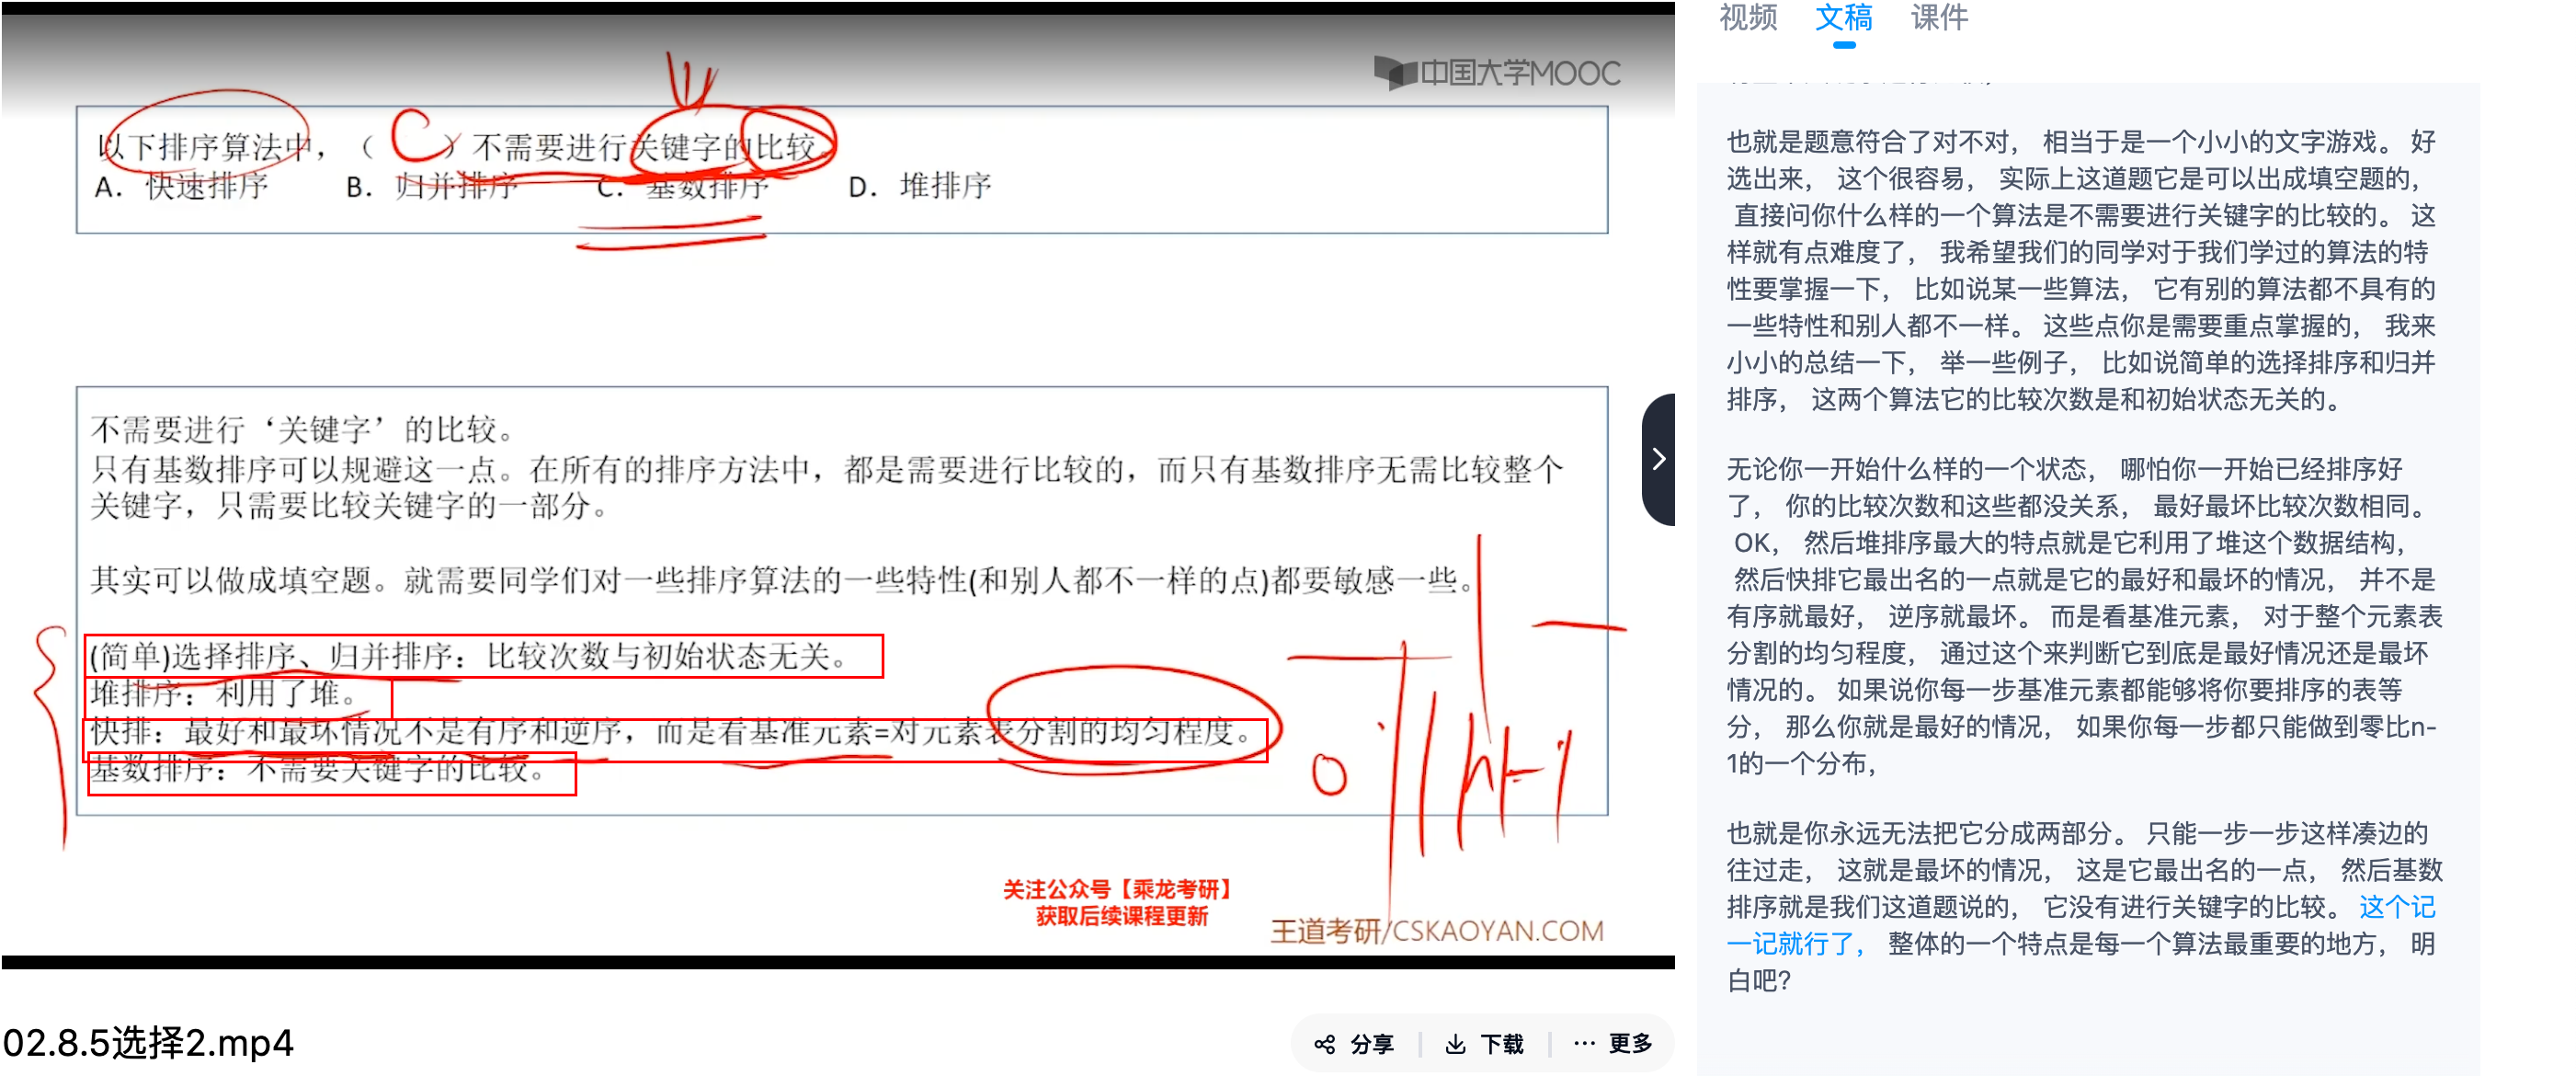 中国大学MOOC
以下排序算法中，（ C ）不需要进行关键字的比较。
A. 快速排序 B. 归并排序 C. 基数排序 D. 堆排序
不需要进行‘关键字’的比较。
只有基数排序可以规避这一点。在所有的排序方法中，都是需要进行比较的，而只有基数排序无需比较整个
关键字，只需要比较关键字的一部分。
其实可以做成填空题。就需要同学们对一些排序算法的一些特性(和别人都不一样的点)都要敏感一些。
(简单)选择排序、归并排序：比较次数与初始状态无关。
堆排序：利用了堆。
快排：最好和最坏情况不是有序和逆序，而是看基准元素=对元素表分割的均匀程度。
基数排序：不需要关键字的比较。
0 n-1
关注公众号【乘龙考研】
获取后续课程更新
王道考研/CSKAOYAN.COM
02.8.5选择2.mp4
分享 下载 ··· 更多
视频 文稿 课件
也就是题意符合了对不对， 相当于是一个小小的文字游戏。 好
选出来， 这个很容易， 实际上这道题它是可以出成填空题的，
直接问你什么样的一个算法是不需要进行关键字的比较的。 这
样就有点难度了， 我希望我们的同学对于我们学过的算法的特
性要掌握一下， 比如说某一些算法， 它有别的算法都不具有的
一些特性和别人都不一样。 这些点你是需要重点掌握的， 我来
小小的总结一下， 举一些例子， 比如说简单的选择排序和归并
排序， 这两个算法它的比较次数是和初始状态无关的。
无论你一开始什么样的一个状态， 哪怕你一开始已经排序好
了， 你的比较次数和这些都没关系， 最好最坏比较次数相同。
OK， 然后堆排序最大的特点就是它利用了堆这个数据结构，
然后快排它最出名的一点就是它的最好和最坏的情况， 并不是
有序就最好， 逆序就最坏。 而是看基准元素， 对于整个元素表
分割的均匀程度， 通过这个来判断它到底是最好情况还是最坏
情况的。 如果说你每一步基准元素都能够将你要排序的表等
分， 那么你就是最好的情况， 如果你每一步都只能做到零比n-
1的一个分布，
也就是你永远无法把它分成两部分。 只能一步一步这样凑边的
往过走， 这就是最坏的情况， 这是它最出名的一点， 然后基数
排序就是我们这道题说的， 它没有进行关键字的比较。 这个记
一记就行了， 整体的一个特点是每一个算法最重要的地方， 明
白吧?